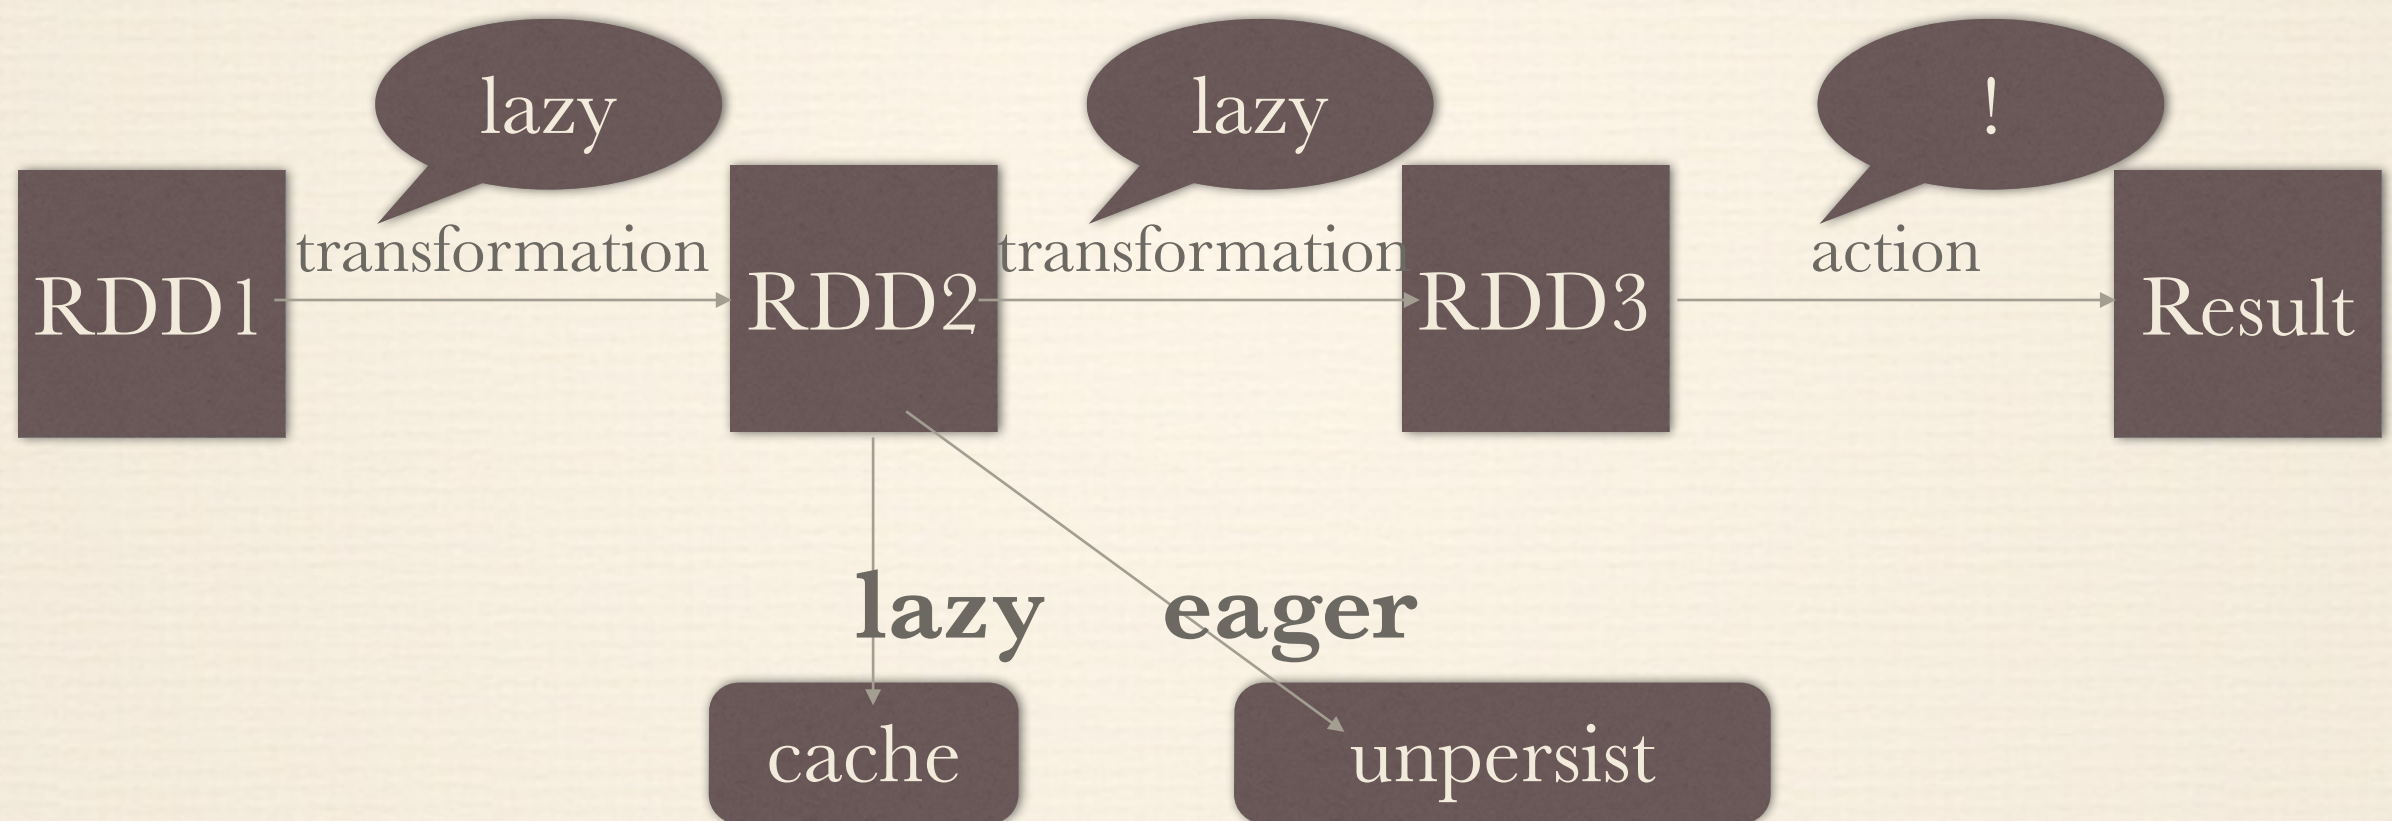 lazy
lazy
!
transformation
transformation
action
RDD1
RDD2
RDD3
Result
lazy
eager
cache
unpersist